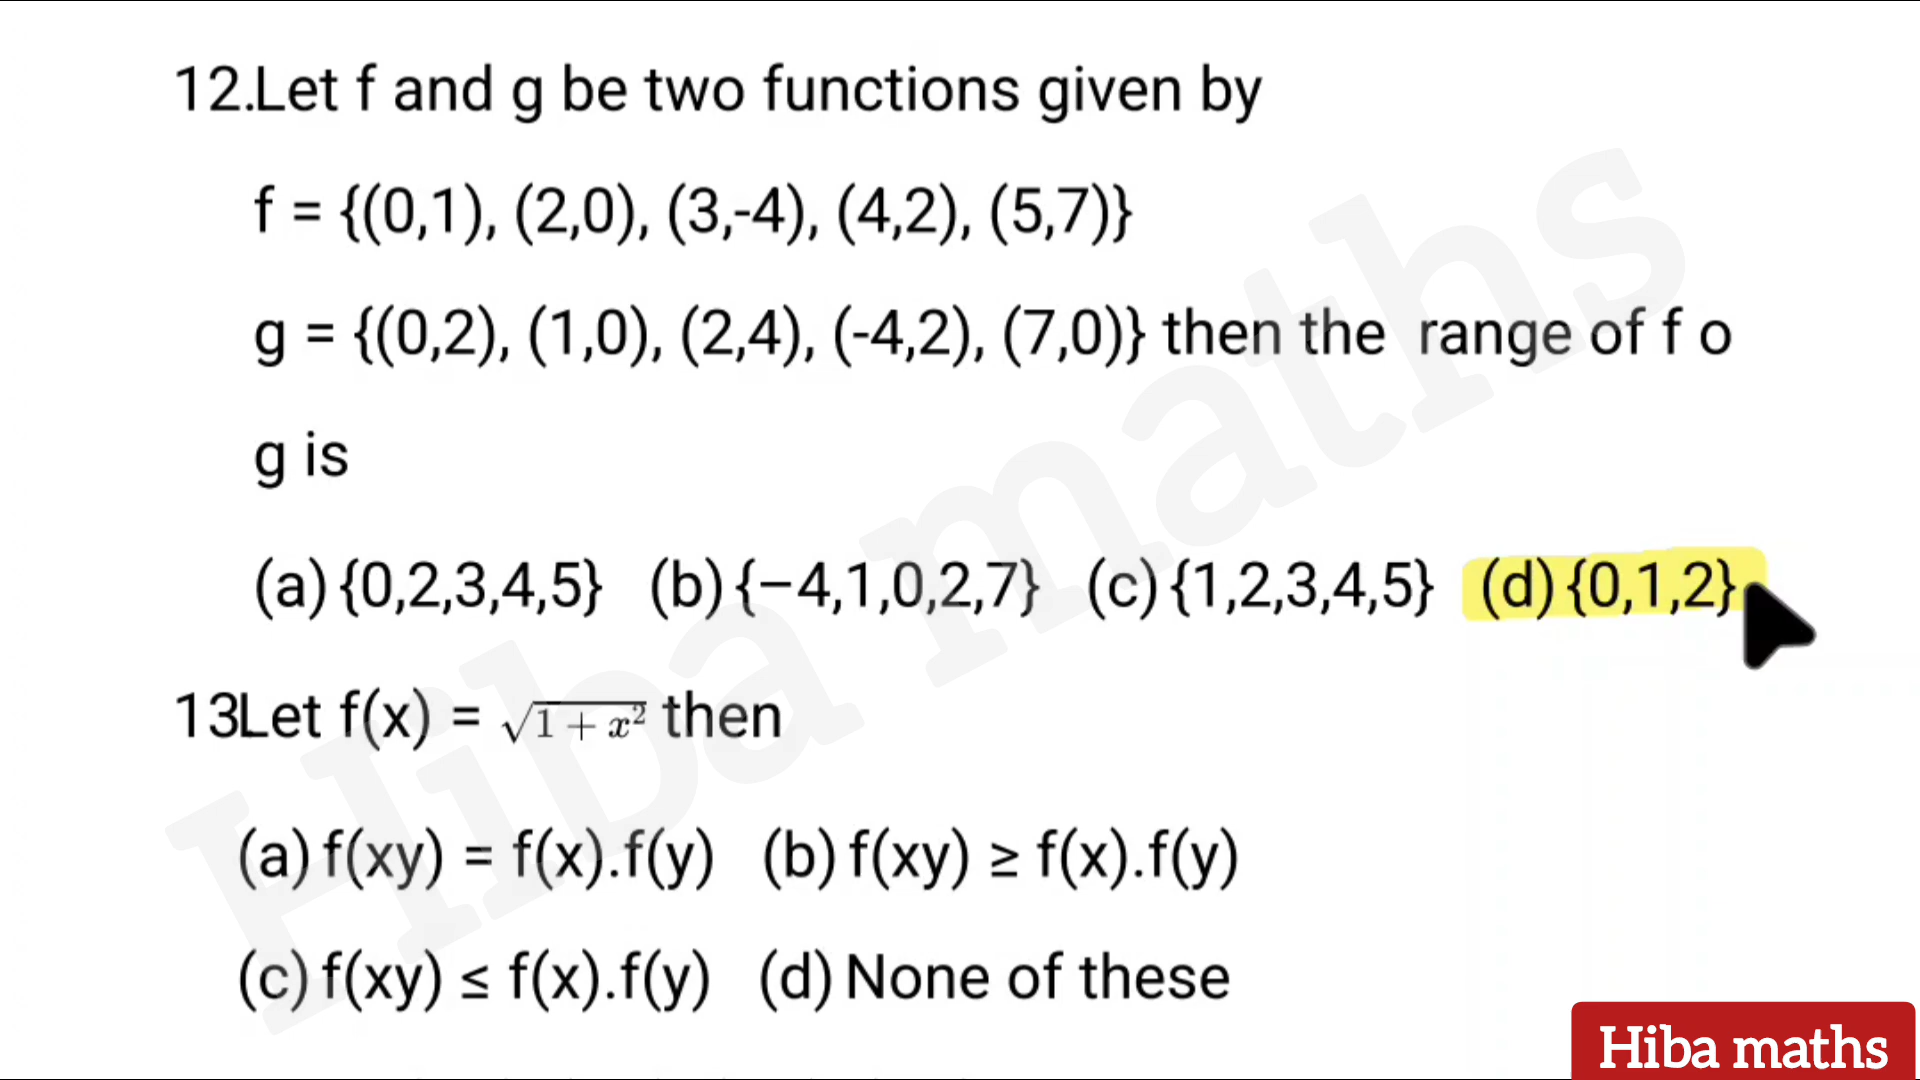 12.Let f and g be two functions given by
f = {(0,1), (2,0), (3,-4), (4,2), (5,7)}
g = {(0,2), (1,0), (2,4), (-4,2), (7,0)} then the range of f o
g is
(a) {0,2,3,4,5} (b) {−4,1,0,2,7} (c) {1,2,3,4,5} (d) {0,1,2}
13Let f(x) = √1 + x² then
(a) f(xy) = f(x).f(y) (b) f(xy) ≥ f(x).f(y)
(c) f(xy) ≤ f(x).f(y) (d) None of these
Hiba maths
Hiba maths